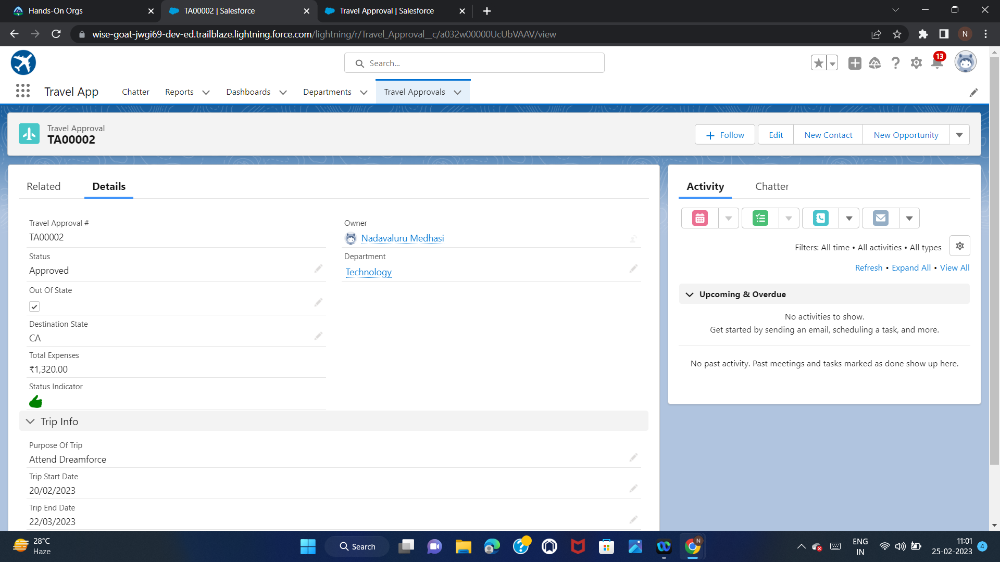 Hands-On Orgs
TA00002 | Salesforce
Travel Approval | Salesforce
wise-goat-jwgi69-dev-ed.trailblaze.lightning.force.com/lightning/r/Travel_Approval__c/a032w00000UcUbVAAV/view
N
Search...
13
Travel App
Chatter
Reports
Dashboards
Departments
Travel Approvals
Travel Approval
TA00002
Follow
Edit
New Contact
New Opportunity
Related
Details
Travel Approval #
TA00002
Owner
Nadavaluru Medhasi
Status
Approved
Department
Technology
Out Of State
Destination State
CA
Total Expenses
₹1,320.00
Status Indicator
Trip Info
Purpose Of Trip
Attend Dreamforce
Trip Start Date
20/02/2023
Trip End Date
22/03/2023
Activity
Chatter
Filters: All time • All activities • All types
Refresh • Expand All • View All
Upcoming & Overdue
No activities to show.
Get started by sending an email, scheduling a task, and more.
No past activity. Past meetings and tasks marked as done show up here.
28°C
Haze
Search
N
ENG
IN
11:01
25-02-2023
4